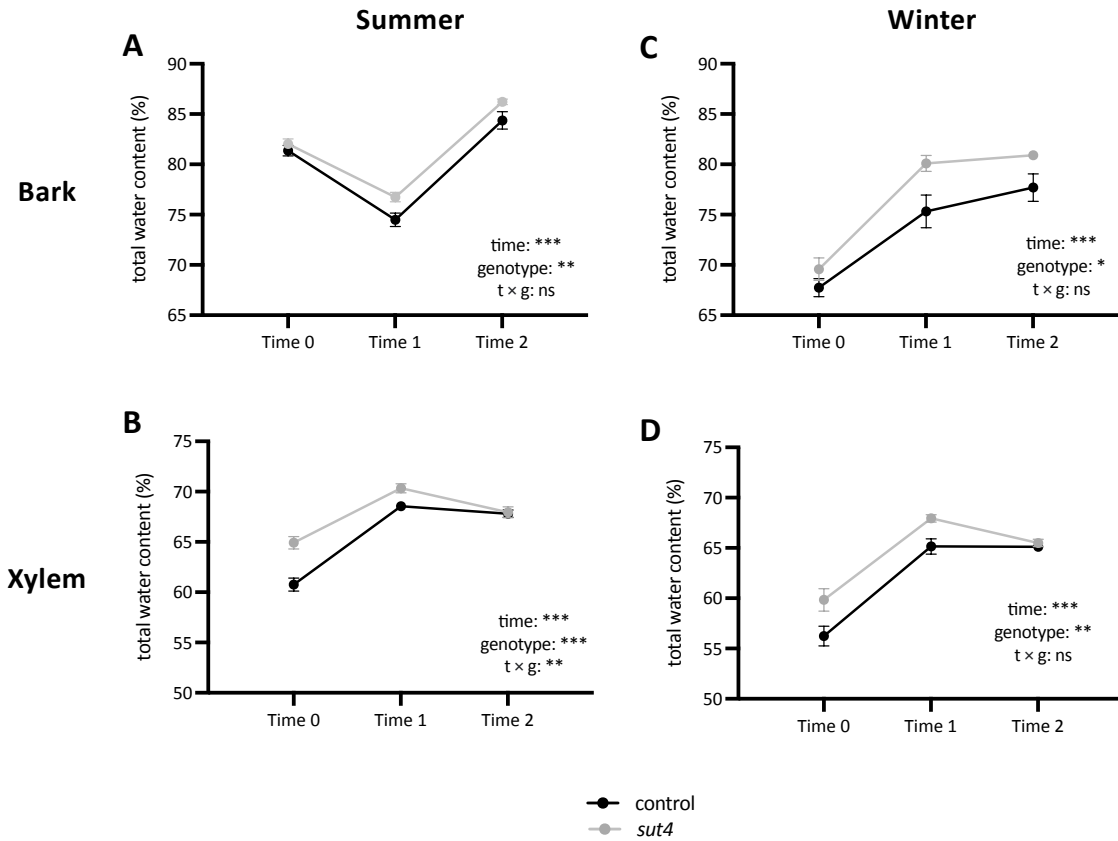 Summer
Winter
Bark
Xylem
A
total water content (%)
90
85
80
75
70
65
Time 0
Time 1
Time 2
time: ***
genotype: **
t × g: ns
C
total water content (%)
90
85
80
75
70
65
Time 0
Time 1
Time 2
time: ***
genotype: *
t × g: ns
B
total water content (%)
75
70
65
60
55
50
Time 0
Time 1
Time 2
time: ***
genotype: ***
t × g: **
D
total water content (%)
75
70
65
60
55
50
Time 0
Time 1
Time 2
time: ***
genotype: **
t × g: ns
control
sut4